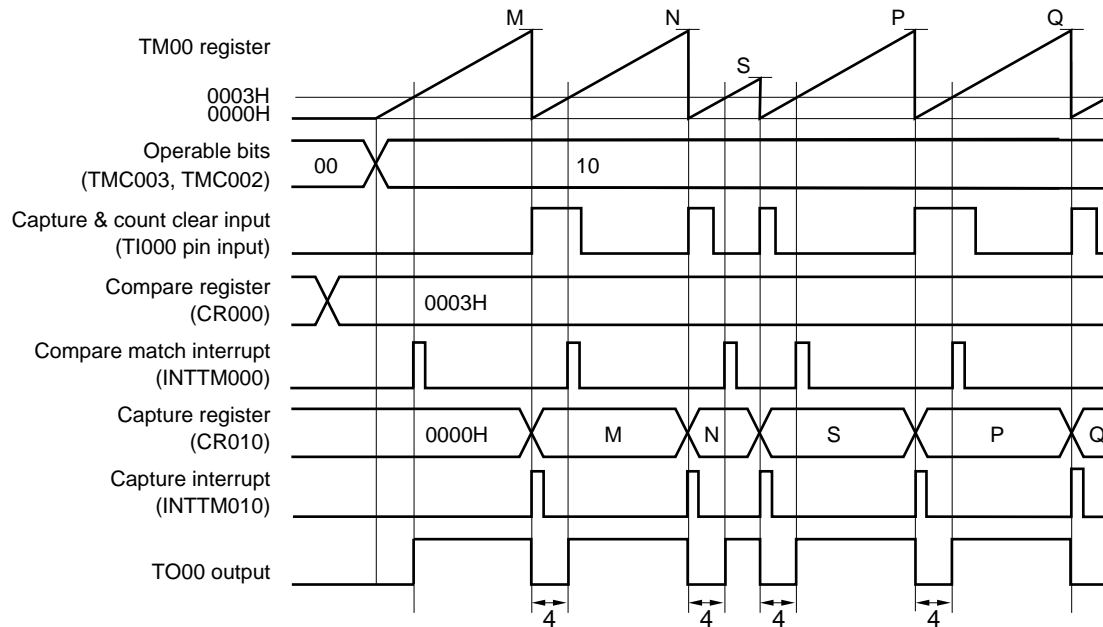 M N S P Q
TM00 register
0003H
0000H
Operable bits
(TMC003, TMC002)
00 10
Capture & count clear input
(TI000 pin input)
Compare register
(CR000)
0003H
Compare match interrupt
(INTTM000)
Capture register
(CR010)
0000H M N S P Q
Capture interrupt
(INTTM010)
TO00 output
4 4 4 4